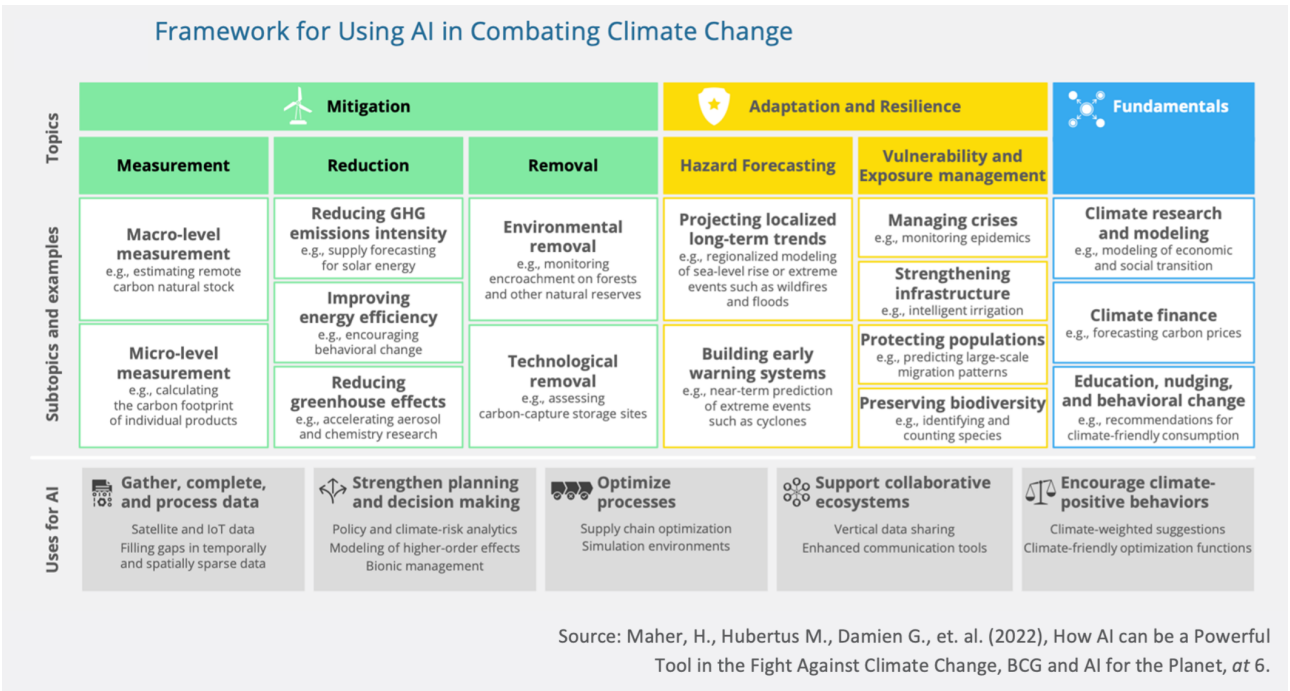 Framework for Using AI in Combating Climate Change
Topics
Mitigation
Adaptation and Resilience
Fundamentals
Measurement
Reduction
Removal
Hazard Forecasting
Vulnerability and
Exposure management
Subtopics and examples
Macro-level
measurement
e.g., estimating remote
carbon natural stock
Micro-level
measurement
e.g., calculating
the carbon footprint
of individual products
Reducing GHG
emissions intensity
e.g., supply forecasting
for solar energy
Improving
energy efficiency
e.g., encouraging
behavioral change
Reducing
greenhouse effects
e.g., accelerating aerosol
and chemistry research
Environmental
removal
e.g., monitoring
encroachment on forests
and other natural reserves
Technological
removal
e.g., assessing
carbon-capture storage sites
Projecting localized
long-term trends
e.g., regionalized modeling
of sea-level rise or extreme
events such as wildfires
and floods
Building early
warning systems
e.g., near-term prediction
of extreme events
such as cyclones
Managing crises
e.g., monitoring epidemics
Strengthening
infrastructure
e.g., intelligent irrigation
Protecting populations
e.g., predicting large-scale
migration patterns
Preserving biodiversity
e.g., identifying and
counting species
Climate research
and modeling
e.g., modeling of economic
and social transition
Climate finance
e.g., forecasting carbon prices
Education, nudging,
and behavioral change
e.g., recommendations for
climate-friendly consumption
Uses for AI
Gather, complete,
and process data
Satellite and IoT data
Filling gaps in temporally
and spatially sparse data
Strengthen planning
and decision making
Policy and climate-risk analytics
Modeling of higher-order effects
Bionic management
Optimize
processes
Supply chain optimization
Simulation environments
Support collaborative
ecosystems
Vertical data sharing
Enhanced communication tools
Encourage climate-
positive behaviors
Climate-weighted suggestions
Climate-friendly optimization functions
Source: Maher, H., Hubertus M., Damien G., et. al. (2022), How AI can be a Powerful
Tool in the Fight Against Climate Change, BCG and AI for the Planet, at 6.